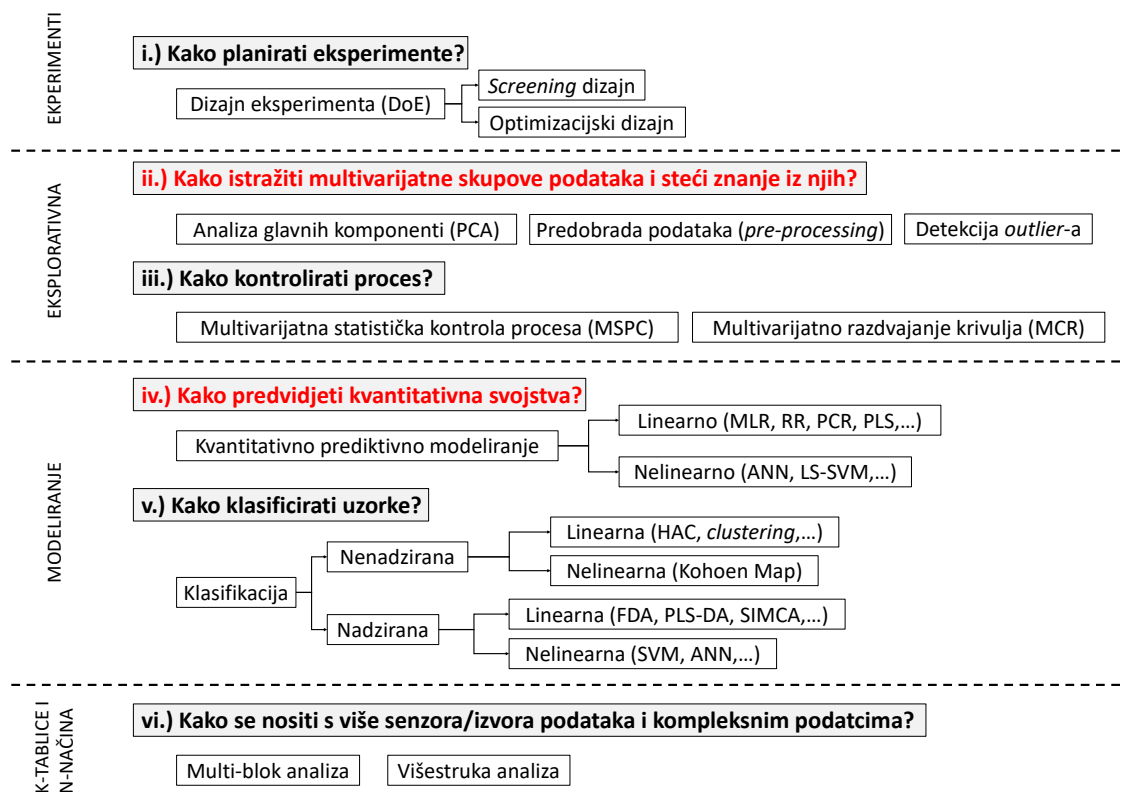 EKPERIMENTI
i.) Kako planirati eksperimente?
Dizajn eksperimenta (DoE)
Screening dizajn
Optimizacijski dizajn
EKSPLORATIVNA
ii.) Kako istražiti multivarijatne skupove podataka i steći znanje iz njih?
Analiza glavnih komponenti (PCA)
Predobrada podataka (pre-processing)
Detekcija outlier-a
iii.) Kako kontrolirati proces?
Multivarijatna statistička kontrola procesa (MSPC)
Multivarijatno razdvajanje krivulja (MCR)
MODELIRANJE
iv.) Kako predvidjeti kvantitativna svojstva?
Kvantitativno prediktivno modeliranje
Linearno (MLR, RR, PCR, PLS,...)
Nelinearno (ANN, LS-SVM,...)
v.) Kako klasificirati uzorke?
Klasifikacija
Nenadzirana
Linearna (HAC, clustering,...)
Nelinearna (Kohoen Map)
Nadzirana
Linearna (FDA, PLS-DA, SIMCA,...)
Nelinearna (SVM, ANN,...)
K-TABLICE I
N-NAČINA
vi.) Kako se nositi s više senzora/izvora podataka i kompleksnim podatcima?
Multi-blok analiza
Višestruka analiza